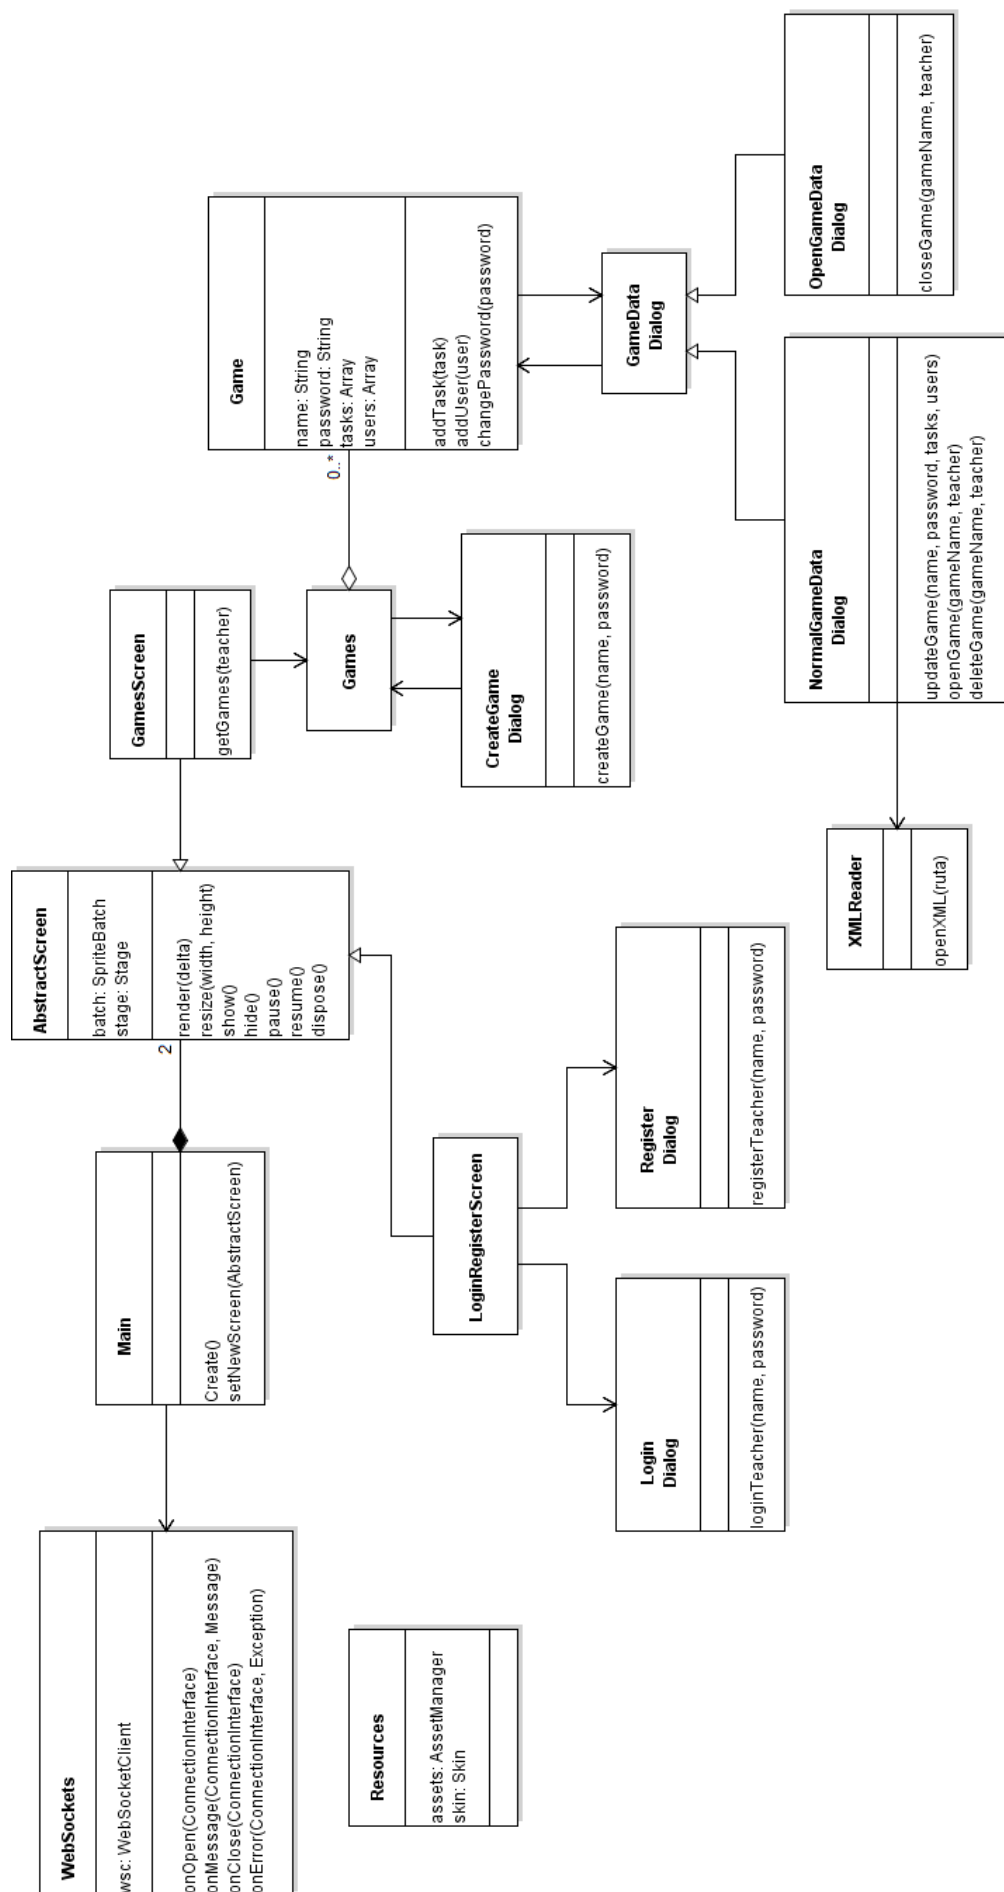 WebSockets
wsc: WebSocketClient
onOpen(ConnectionInterface)
onMessage(ConnectionInterface, Message)
onClose(ConnectionInterface)
onError(ConnectionInterface, Exception)
Main
Create()
setNewScreen(AbstractScreen)
2
AbstractScreen
batch: SpriteBatch
stage: Stage
render(delta)
resize(width, height)
show()
hide()
pause()
resume()
dispose()
GamesScreen
getGames(teacher)
Games
0..*
Game
name: String
password: String
tasks: Array
users: Array
addTask(task)
addUser(user)
changePassword(password)
Resources
assets: AssetManager
skin: Skin
LoginRegisterScreen
CreateGame
Dialog
createGame(name, password)
GameData
Dialog
Login
Dialog
loginTeacher(name, password)
Register
Dialog
registerTeacher(name, password)
XMLReader
openXML(ruta)
NormalGameData
Dialog
updateGame(name, password, tasks, users)
openGame(gameName, teacher)
deleteGame(gameName, teacher)
OpenGameData
Dialog
closeGame(gameName, teacher)